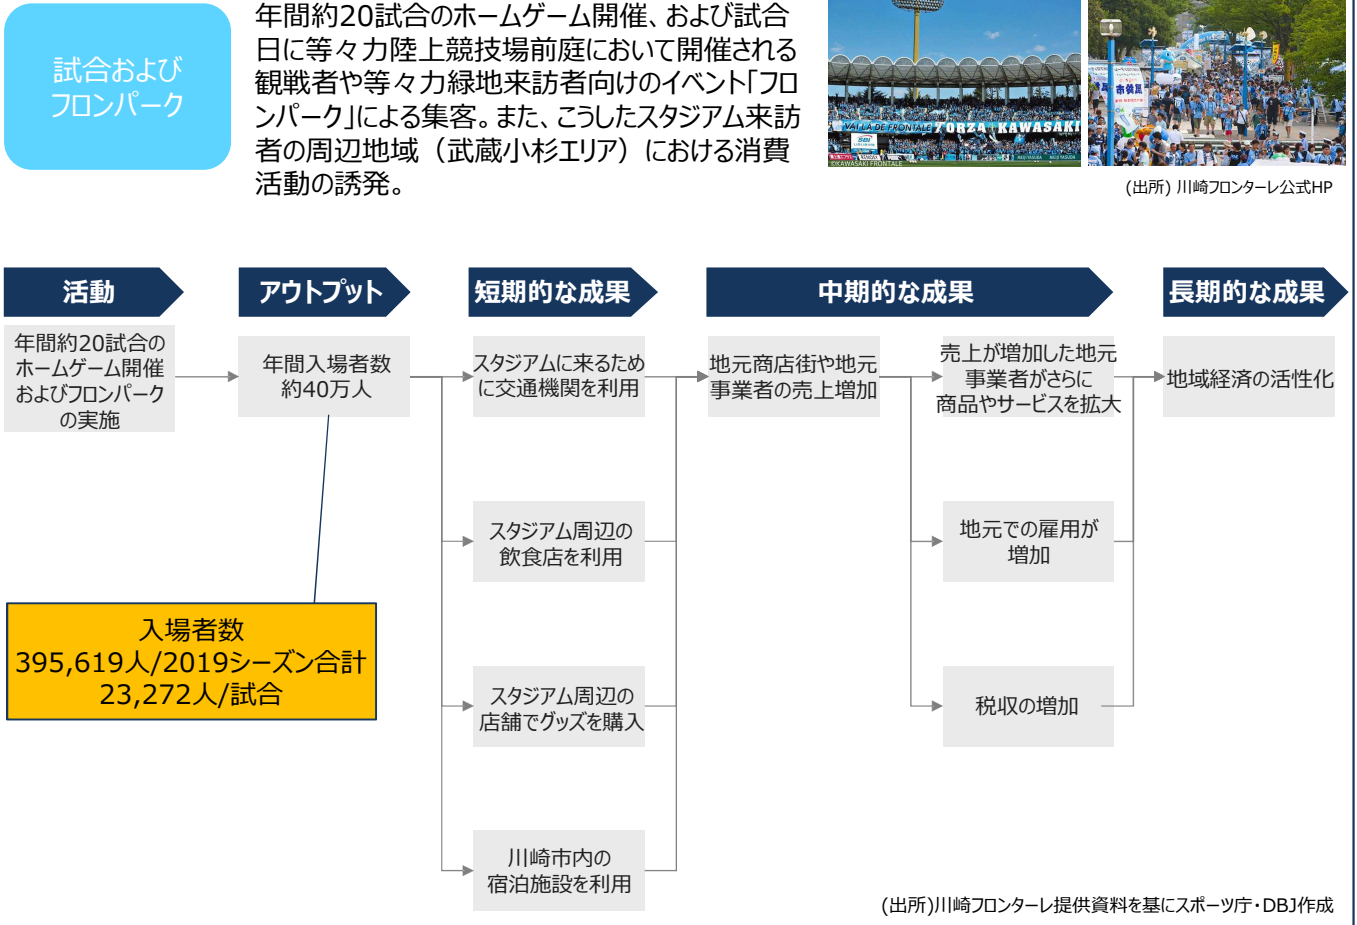 試合および
フロンパーク
年間約20試合のホームゲーム開催、および試合
日に等々力陸上競技場前庭において開催される
観戦者や等々力緑地来訪者向けのイベント「フロ
ンパーク」による集客。また、こうしたスタジアム来訪
者の周辺地域（武蔵小杉エリア）における消費
活動の誘発。
VAI LÀ DE FRONTALE FORZA KAWASAKI
SBI
©KAWASAKI FRONTALE
MEIJI YASUDA
(出所) 川崎フロンターレ公式HP
活動
アウトプット
短期的な成果
中期的な成果
長期的な成果
年間約20試合の
ホームゲーム開催
およびフロンパーク
の実施
年間入場者数
約40万人
スタジアムに来るため
に交通機関を利用
地元商店街や地元
事業者の売上増加
売上が増加した地元
事業者がさらに
商品やサービスを拡大
地域経済の活性化
スタジアム周辺の
飲食店を利用
地元での雇用が
増加
入場者数
395,619人/2019シーズン合計
23,272人/試合
スタジアム周辺の
店舗でグッズを購入
税収の増加
川崎市内の
宿泊施設を利用
(出所)川崎フロンターレ提供資料を基にスポーツ庁・DBJ作成